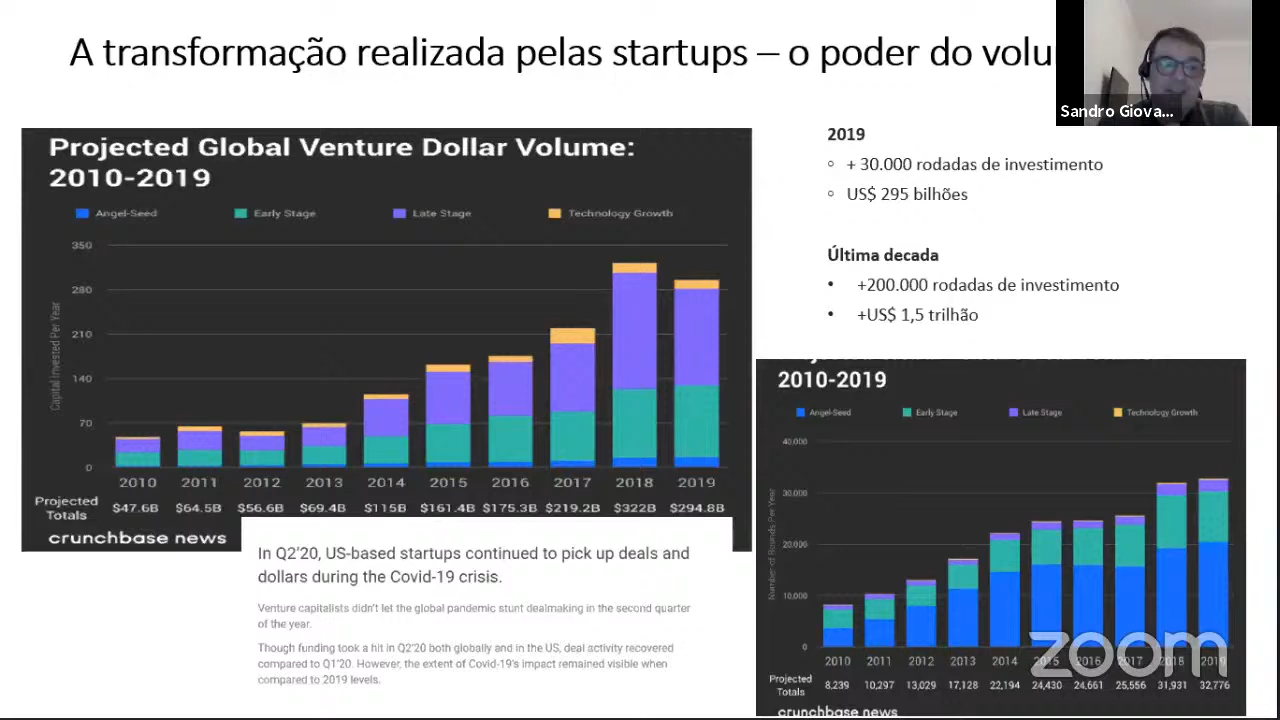 A transformação realizada pelas startups – o poder do volu
Sandro Giova...
Projected Global Venture Dollar Volume:
2010-2019
Angel-Seed Early Stage Late Stage Technology Growth
350
280
210
140
70
0
Capital Invested Per Year
2010 2011 2012 2013 2014 2015 2016 2017 2018 2019
Projected Totals $47.6B $64.5B $56.6B $69.4B $115B $161.4B $175.3B $219.2B $322B $294.8B
crunchbase news
In Q2'20, US-based startups continued to pick up deals and
dollars during the Covid-19 crisis.
Venture capitalists didn't let the global pandemic stunt dealmaking in the second quarter
of the year.
Though funding took a hit in Q2'20 both globally and in the US, deal activity recovered
compared to Q1'20. However, the extent of Covid-19's impact remained visible when
compared to 2019 levels.
2019
+ 30.000 rodadas de investimento
US$ 295 bilhões
Última decada
+200.000 rodadas de investimento
+US$ 1,5 trilhão
2010-2019
Angel-Seed Early Stage Late Stage Technology Growth
40,000
30,000
20,000
10,000
0
Number of Rounds Per Year
2010 2011 2012 2013 2014 2015 2016 2017 2018 2019
Projected Totals 8,239 10,297 13,029 17,128 22,194 24,430 24,661 25,556 31,931 32,776
crunchbase news
zoom